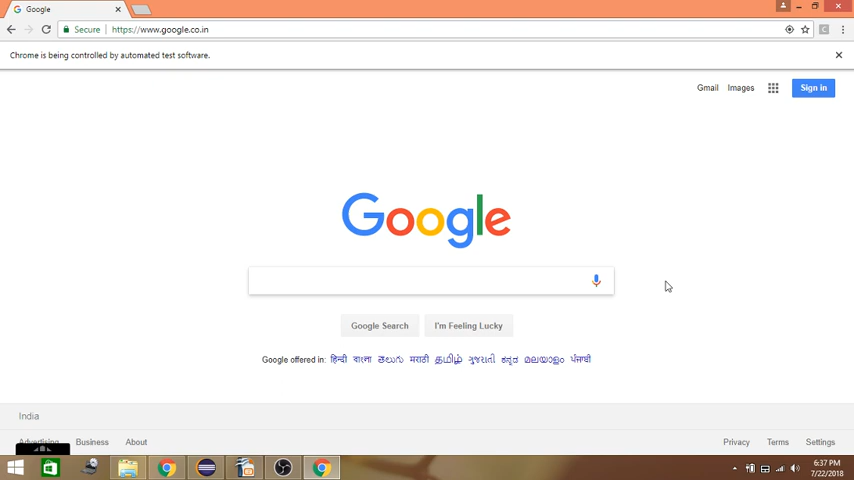 Google
Secure https://www.google.co.in
Chrome is being controlled by automated test software.
Gmail Images Sign in
Google
Google Search I'm Feeling Lucky
Google offered in: हिन्दी বাংলা తెలుగు मराठी தமிழ் ગુજરાતી ಕನ್ನಡ മലയാളം ਪੰਜਾਬੀ
India
Advertising Business About Privacy Terms Settings
6:37 PM
7/22/2018